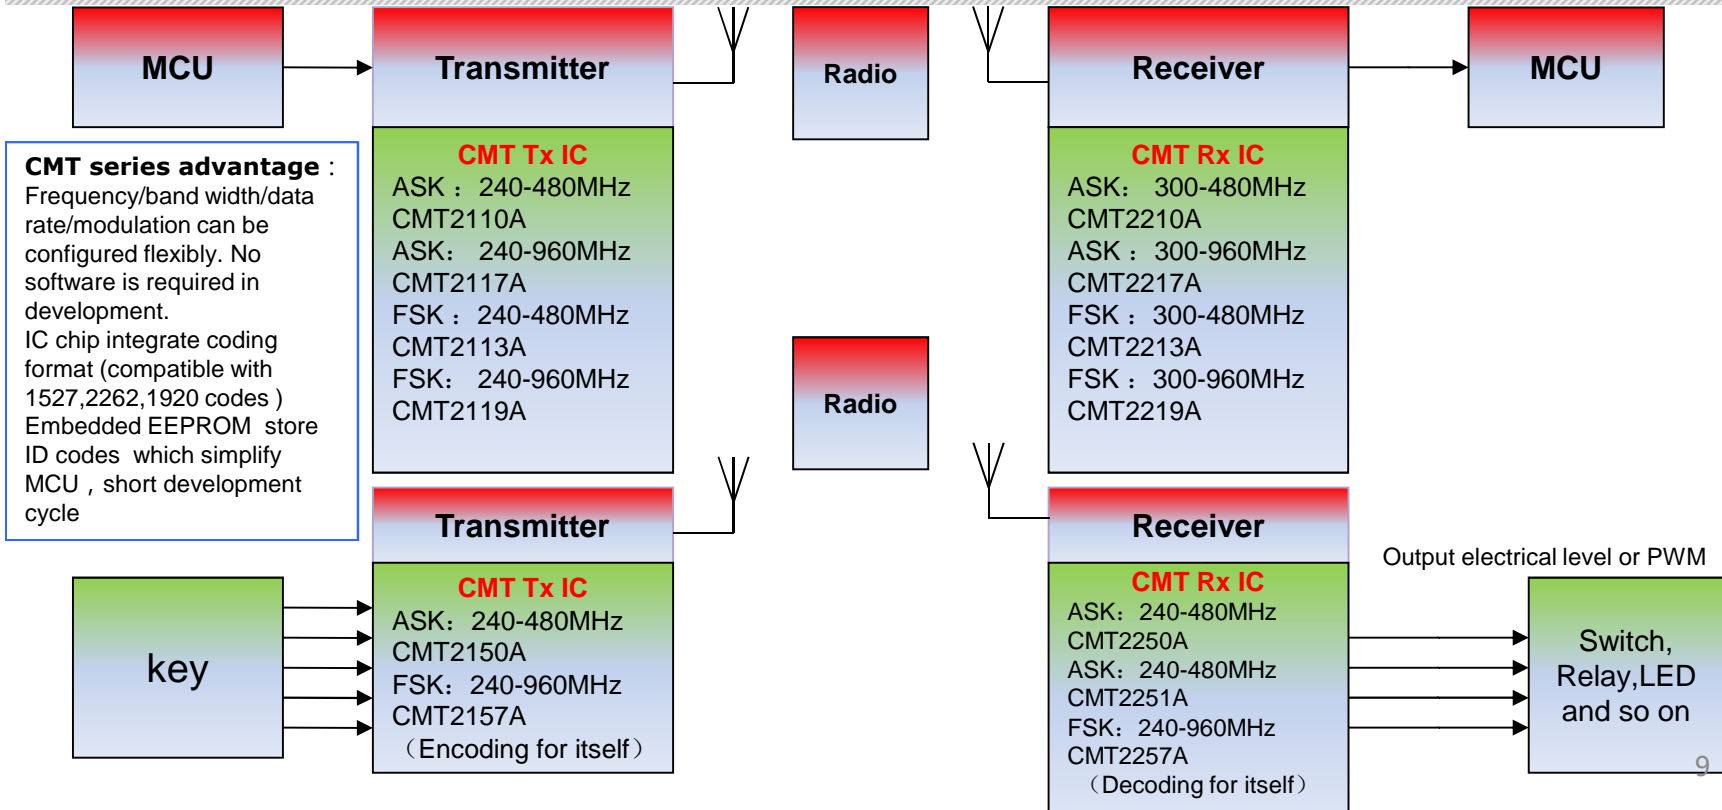 MCU
Transmitter
Radio
Receiver
MCU
CMT series advantage :
Frequency/band width/data
rate/modulation can be
configured flexibly. No
software is required in
development.
IC chip integrate coding
format (compatible with
1527,2262,1920 codes )
Embedded EEPROM  store
ID codes  which simplify
MCU , short development
cycle
CMT Tx IC
ASK： 240-480MHz
CMT2110A
ASK： 240-960MHz
CMT2117A
FSK： 240-480MHz
CMT2113A
FSK： 240-960MHz
CMT2119A
CMT Rx IC
ASK： 300-480MHz
CMT2210A
ASK： 300-960MHz
CMT2217A
FSK： 300-480MHz
CMT2213A
FSK： 300-960MHz
CMT2219A
Radio
Transmitter
Receiver
key
CMT Tx IC
ASK：240-480MHz
CMT2150A
FSK：240-960MHz
CMT2157A
（Encoding for itself）
CMT Rx IC
ASK：240-480MHz
CMT2250A
ASK：240-480MHz
CMT2251A
FSK：240-960MHz
CMT2257A
（Decoding for itself）
Output electrical level or PWM
Switch,
Relay,LED
and so on
9